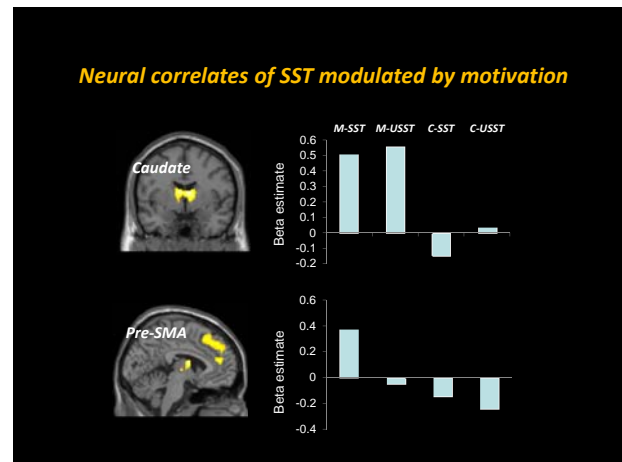 Neural correlates of SST modulated by motivation
M-SST M-USST C-SST C-USST
Caudate
Beta estimate
0.6
0.5
0.4
0.3
0.2
0.1
0
-0.1
-0.2
Pre-SMA
Beta estimate
0.6
0.4
0.2
0
-0.2
-0.4